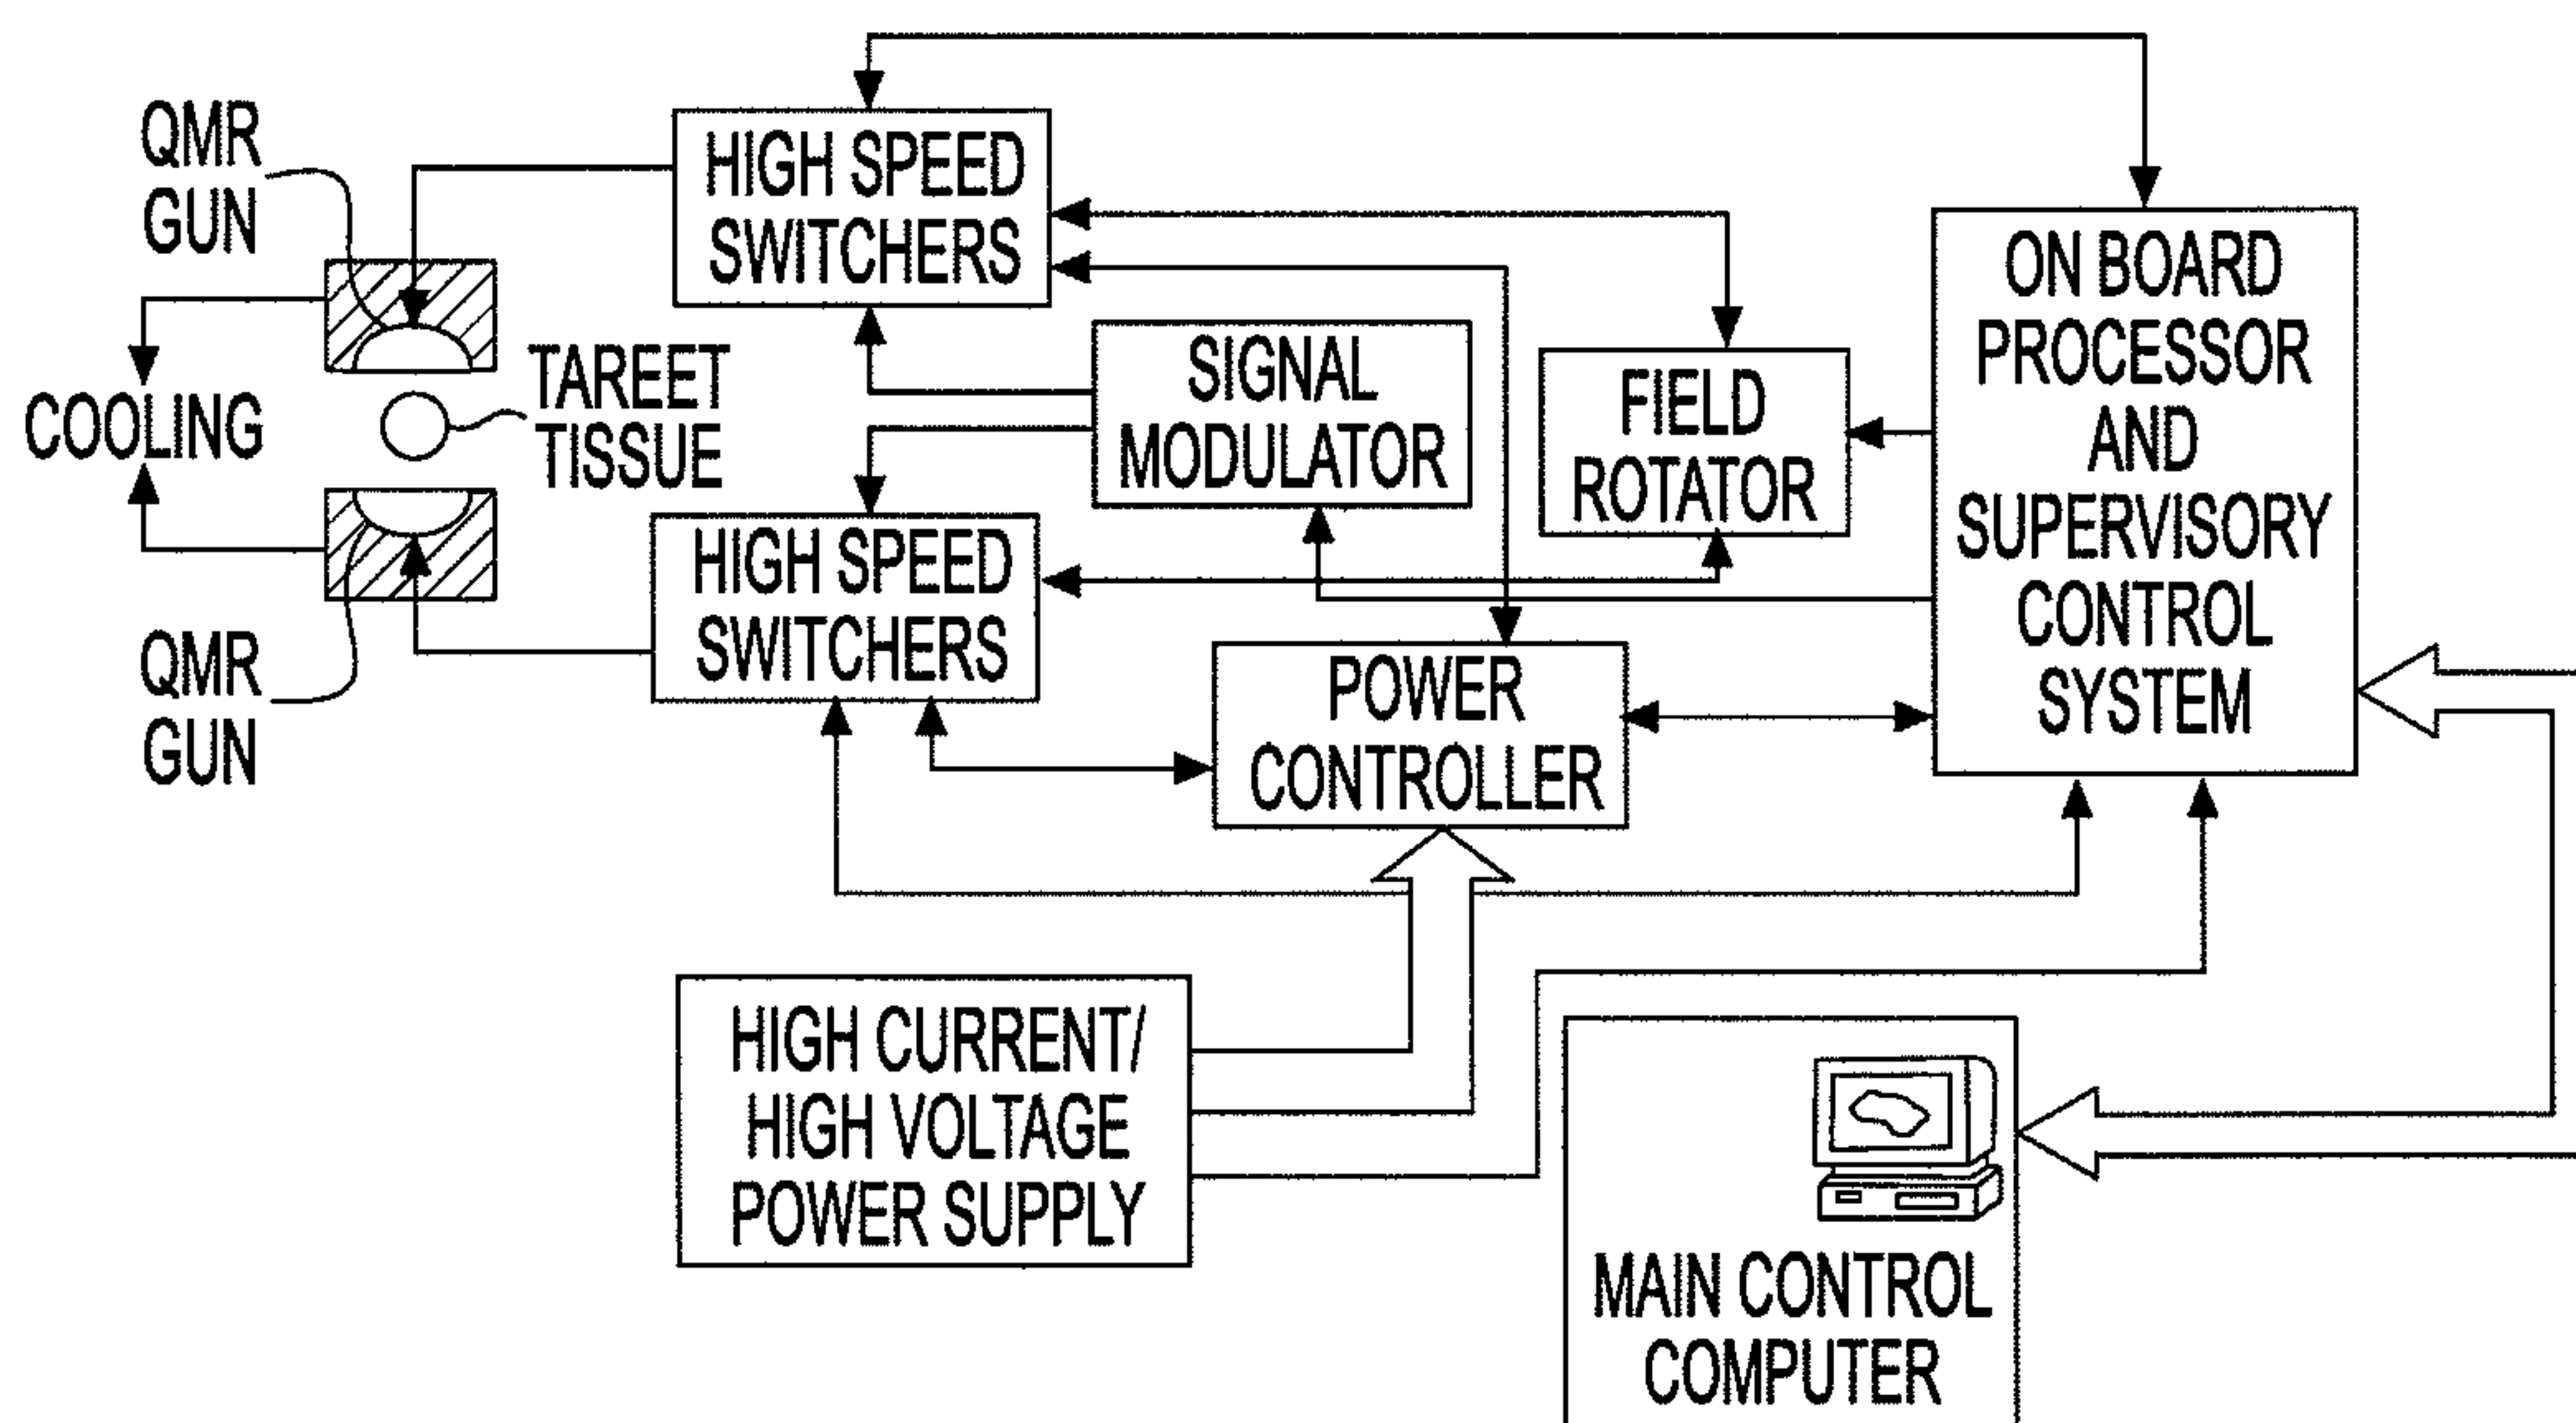 QMR
GUN
COOLING
TAREET
TISSUE
QMR
GUN
HIGH SPEED
SWITCHERS
HIGH SPEED
SWITCHERS
SIGNAL
MODULATOR
FIELD
ROTATOR
POWER
CONTROLLER
ON BOARD
PROCESSOR
AND
SUPERVISORY
CONTROL
SYSTEM
HIGH CURRENT/
HIGH VOLTAGE
POWER SUPPLY
MAIN CONTROL
COMPUTER